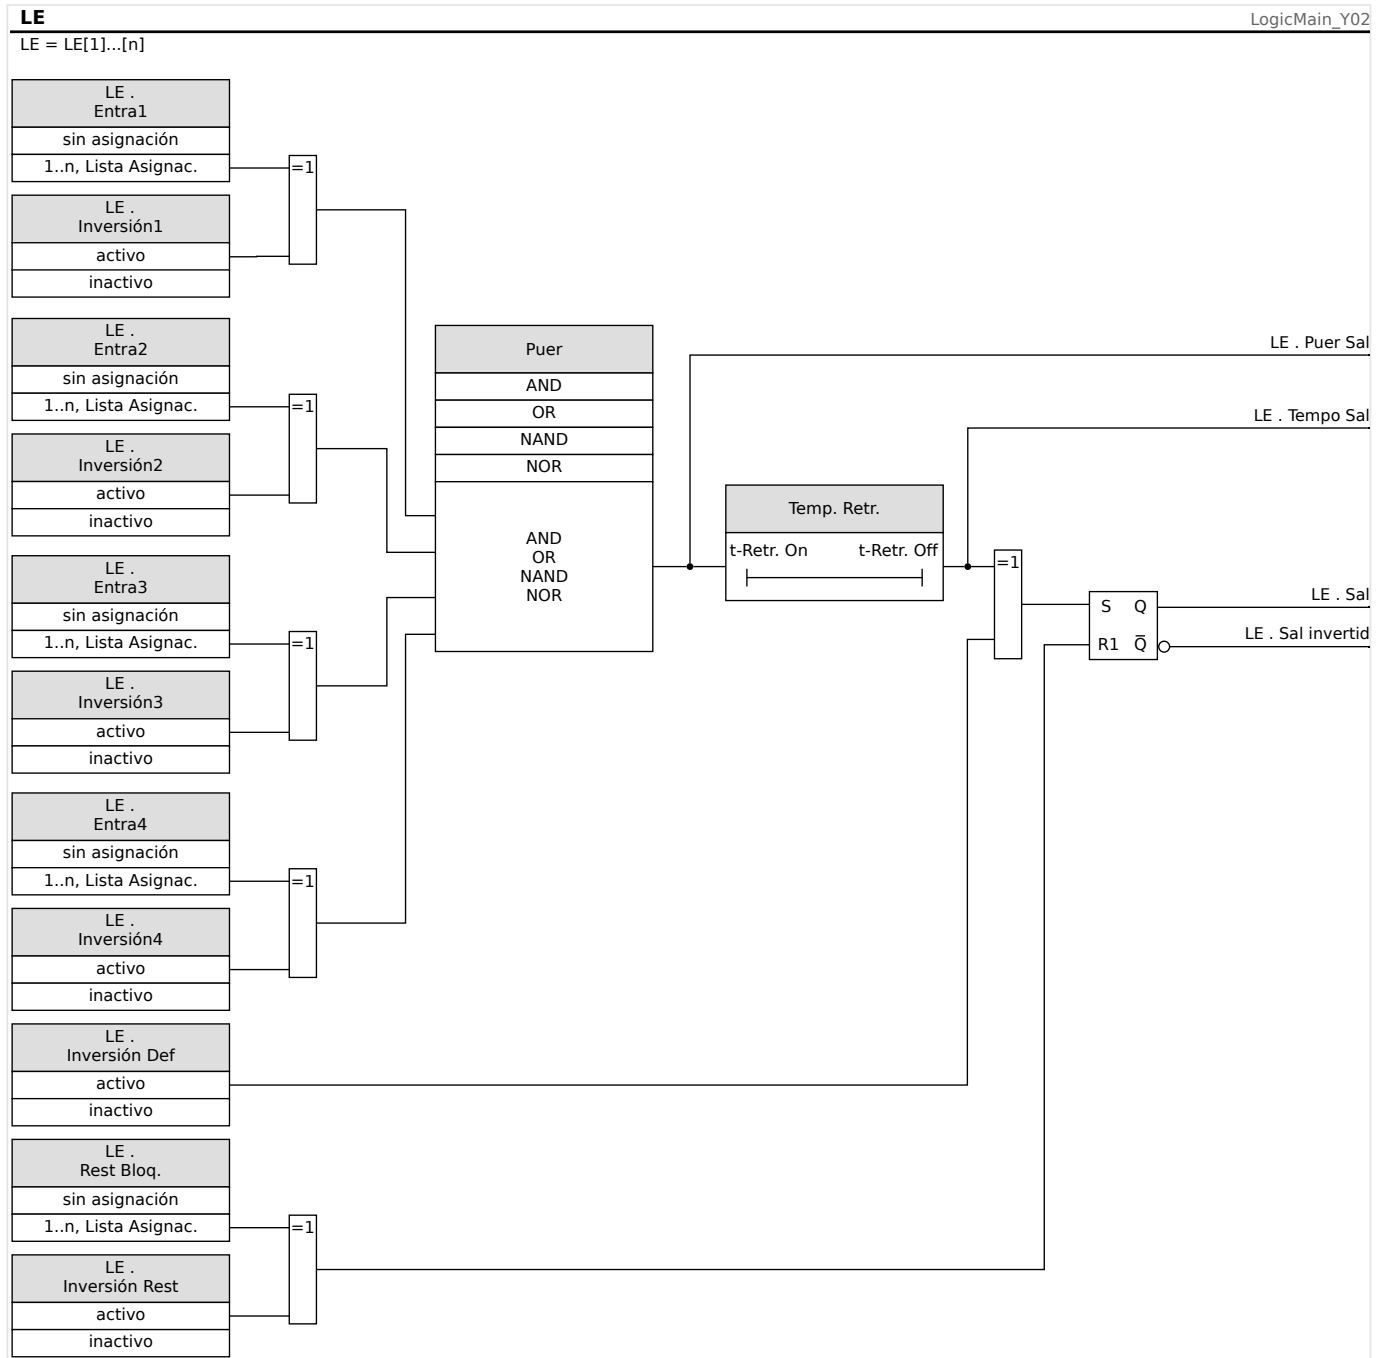 LE
LogicMain_Y02
LE = LE[1]...[n]
LE .
Entra1
sin asignación
1..n, Lista Asignac.
=1
LE .
Inversión1
activo
inactivo
LE .
Entra2
sin asignación
1..n, Lista Asignac.
=1
LE .
Inversión2
activo
inactivo
LE .
Entra3
sin asignación
1..n, Lista Asignac.
=1
LE .
Inversión3
activo
inactivo
LE .
Entra4
sin asignación
1..n, Lista Asignac.
=1
LE .
Inversión4
activo
inactivo
LE .
Inversión Def
activo
inactivo
LE .
Rest Bloq.
sin asignación
1..n, Lista Asignac.
=1
LE .
Inversión Rest
activo
inactivo
Puer
AND
OR
NAND
NOR
AND
OR
NAND
NOR
Temp. Retr.
t-Retr. On t-Retr. Off
=1
S Q
R1 Q̅
LE . Puer Sal
LE . Tempo Sal
LE . Sal
LE . Sal invertid